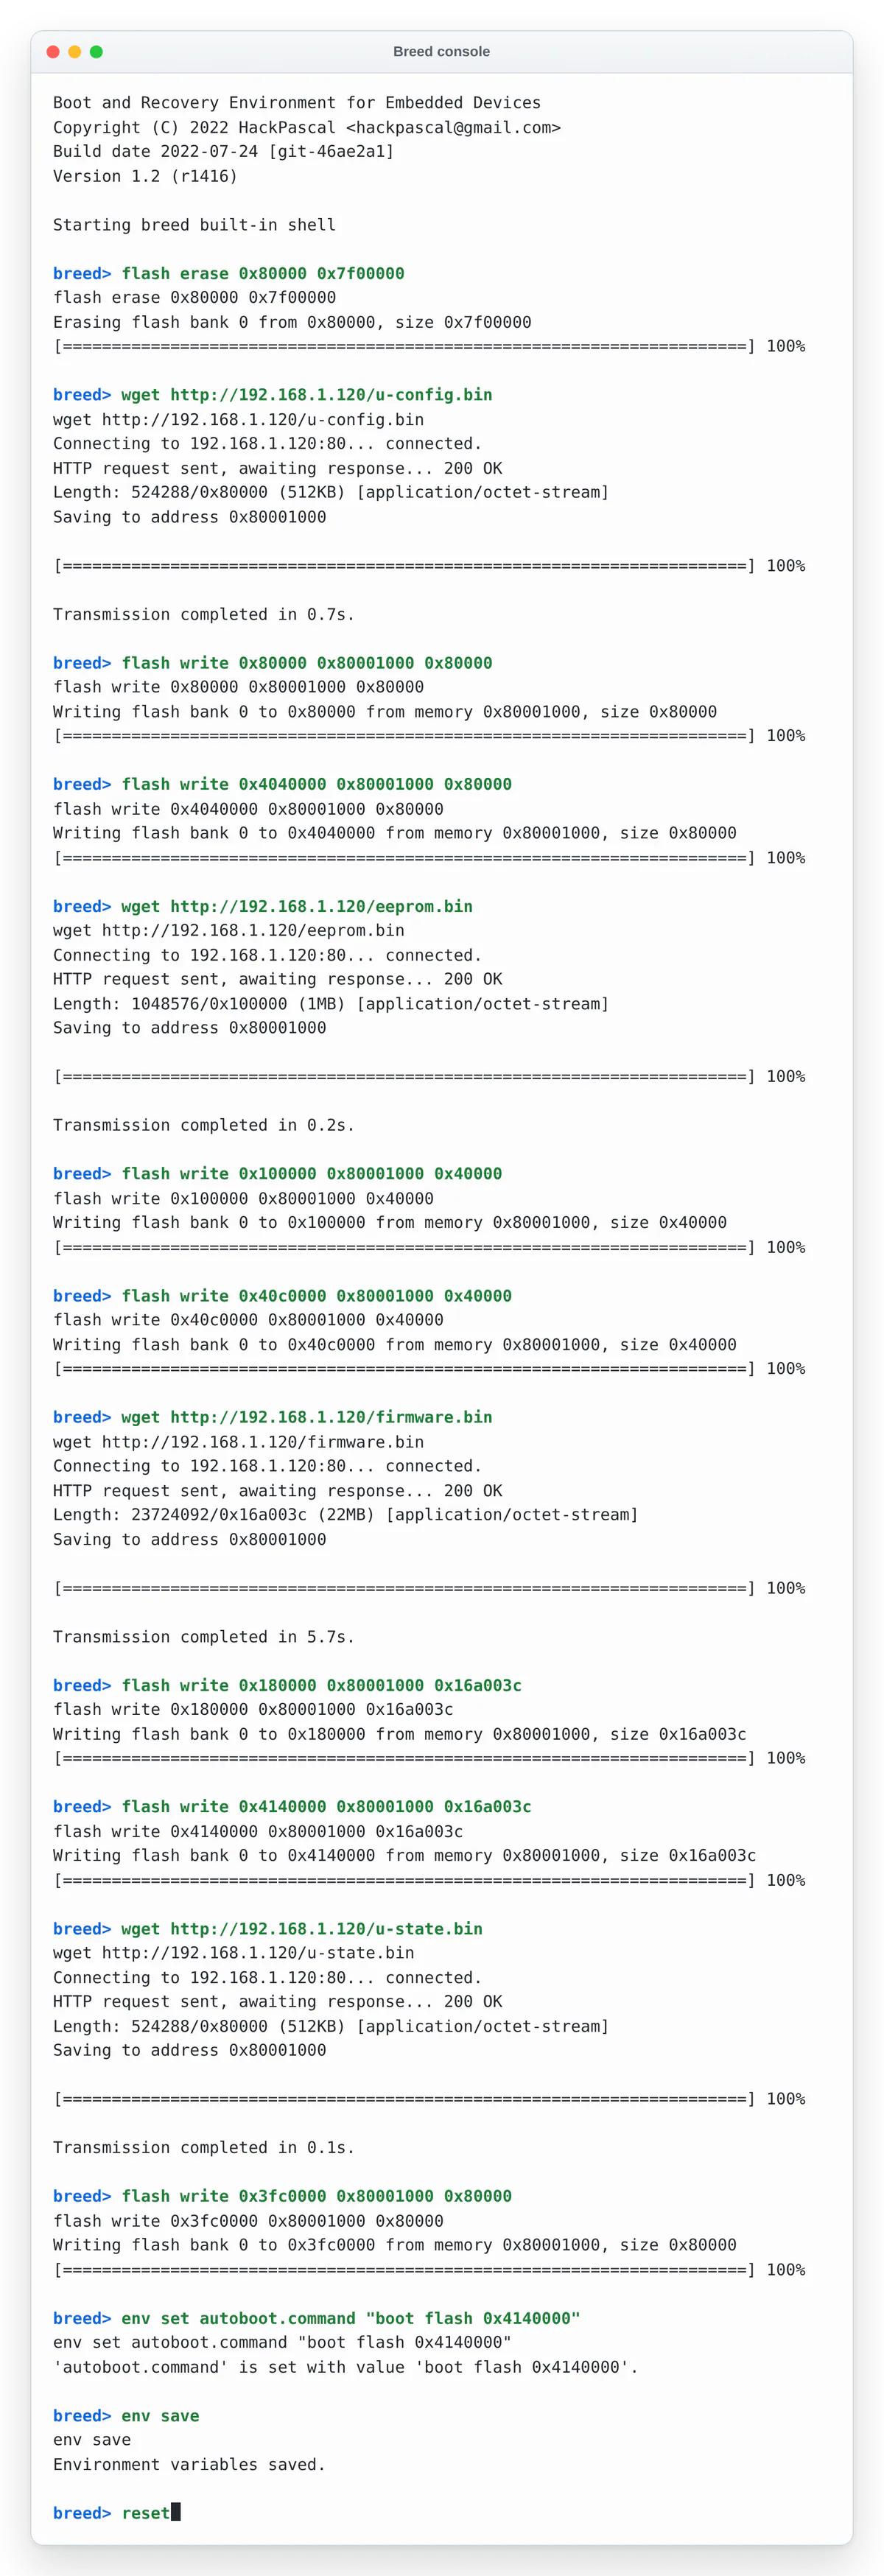 Breed console
Boot and Recovery Environment for Embedded Devices
Copyright (C) 2022 HackPascal <hackpascal@gmail.com>
Build date 2022-07-24 [git-46ae2a1]
Version 1.2 (r1416)
Starting breed built-in shell
breed> flash erase 0x80000 0x7f00000
flash erase 0x80000 0x7f00000
Erasing flash bank 0 from 0x80000, size 0x7f00000
[======================================================================] 100%
breed> wget http://192.168.1.120/u-config.bin
wget http://192.168.1.120/u-config.bin
Connecting to 192.168.1.120:80... connected.
HTTP request sent, awaiting response... 200 OK
Length: 524288/0x80000 (512KB) [application/octet-stream]
Saving to address 0x80001000
[======================================================================] 100%
Transmission completed in 0.7s.
breed> flash write 0x80000 0x80001000 0x80000
flash write 0x80000 0x80001000 0x80000
Writing flash bank 0 to 0x80000 from memory 0x80001000, size 0x80000
[======================================================================] 100%
breed> flash write 0x4040000 0x80001000 0x80000
flash write 0x4040000 0x80001000 0x80000
Writing flash bank 0 to 0x4040000 from memory 0x80001000, size 0x80000
[======================================================================] 100%
breed> wget http://192.168.1.120/eeprom.bin
wget http://192.168.1.120/eeprom.bin
Connecting to 192.168.1.120:80... connected.
HTTP request sent, awaiting response... 200 OK
Length: 1048576/0x100000 (1MB) [application/octet-stream]
Saving to address 0x80001000
[======================================================================] 100%
Transmission completed in 0.2s.
breed> flash write 0x100000 0x80001000 0x40000
flash write 0x100000 0x80001000 0x40000
Writing flash bank 0 to 0x100000 from memory 0x80001000, size 0x40000
[======================================================================] 100%
breed> flash write 0x40c0000 0x80001000 0x40000
flash write 0x40c0000 0x80001000 0x40000
Writing flash bank 0 to 0x40c0000 from memory 0x80001000, size 0x40000
[======================================================================] 100%
breed> wget http://192.168.1.120/firmware.bin
wget http://192.168.1.120/firmware.bin
Connecting to 192.168.1.120:80... connected.
HTTP request sent, awaiting response... 200 OK
Length: 23724092/0x16a003c (22MB) [application/octet-stream]
Saving to address 0x80001000
[======================================================================] 100%
Transmission completed in 5.7s.
breed> flash write 0x180000 0x80001000 0x16a003c
flash write 0x180000 0x80001000 0x16a003c
Writing flash bank 0 to 0x180000 from memory 0x80001000, size 0x16a003c
[======================================================================] 100%
breed> flash write 0x4140000 0x80001000 0x16a003c
flash write 0x4140000 0x80001000 0x16a003c
Writing flash bank 0 to 0x4140000 from memory 0x80001000, size 0x16a003c
[======================================================================] 100%
breed> wget http://192.168.1.120/u-state.bin
wget http://192.168.1.120/u-state.bin
Connecting to 192.168.1.120:80... connected.
HTTP request sent, awaiting response... 200 OK
Length: 524288/0x80000 (512KB) [application/octet-stream]
Saving to address 0x80001000
[======================================================================] 100%
Transmission completed in 0.1s.
breed> flash write 0x3fc0000 0x80001000 0x80000
flash write 0x3fc0000 0x80001000 0x80000
Writing flash bank 0 to 0x3fc0000 from memory 0x80001000, size 0x80000
[======================================================================] 100%
breed> env set autoboot.command "boot flash 0x4140000"
env set autoboot.command "boot flash 0x4140000"
'autoboot.command' is set with value 'boot flash 0x4140000'.
breed> env save
env save
Environment variables saved.
breed> reset